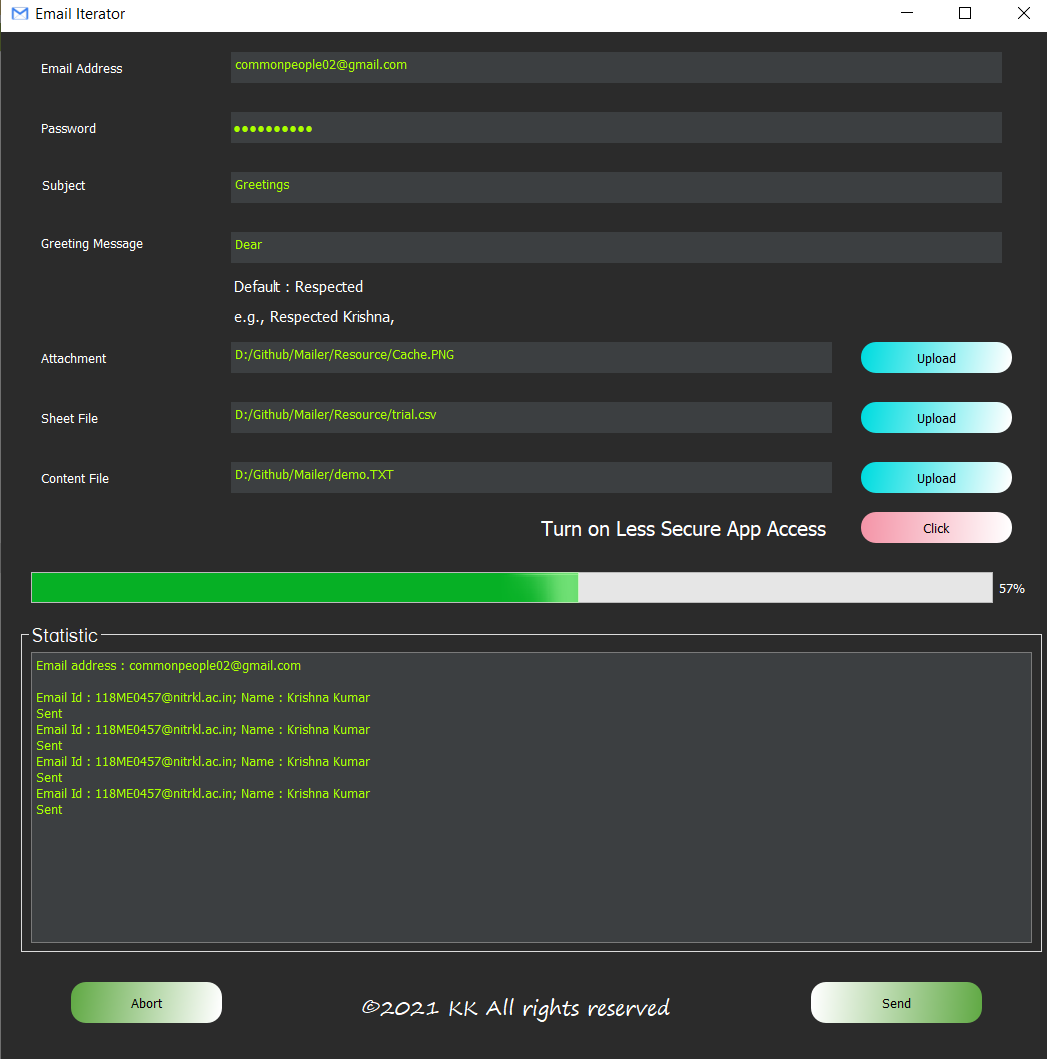 Email Iterator
Email Address
commonpeople02@gmail.com
Password
••••••••••
Subject
Greetings
Greeting Message
Dear
Default : Respected
e.g., Respected Krishna,
Attachment
D:/Github/Mailer/Resource/Cache.PNG
Upload
Sheet File
D:/Github/Mailer/Resource/trial.csv
Upload
Content File
D:/Github/Mailer/demo.TXT
Upload
Turn on Less Secure App Access
Click
57%
Statistic
Email address : commonpeople02@gmail.com
Email Id : 118ME0457@nitrkl.ac.in; Name : Krishna Kumar
Sent
Email Id : 118ME0457@nitrkl.ac.in; Name : Krishna Kumar
Sent
Email Id : 118ME0457@nitrkl.ac.in; Name : Krishna Kumar
Sent
Email Id : 118ME0457@nitrkl.ac.in; Name : Krishna Kumar
Sent
Abort
©2021 KK All rights reserved
Send